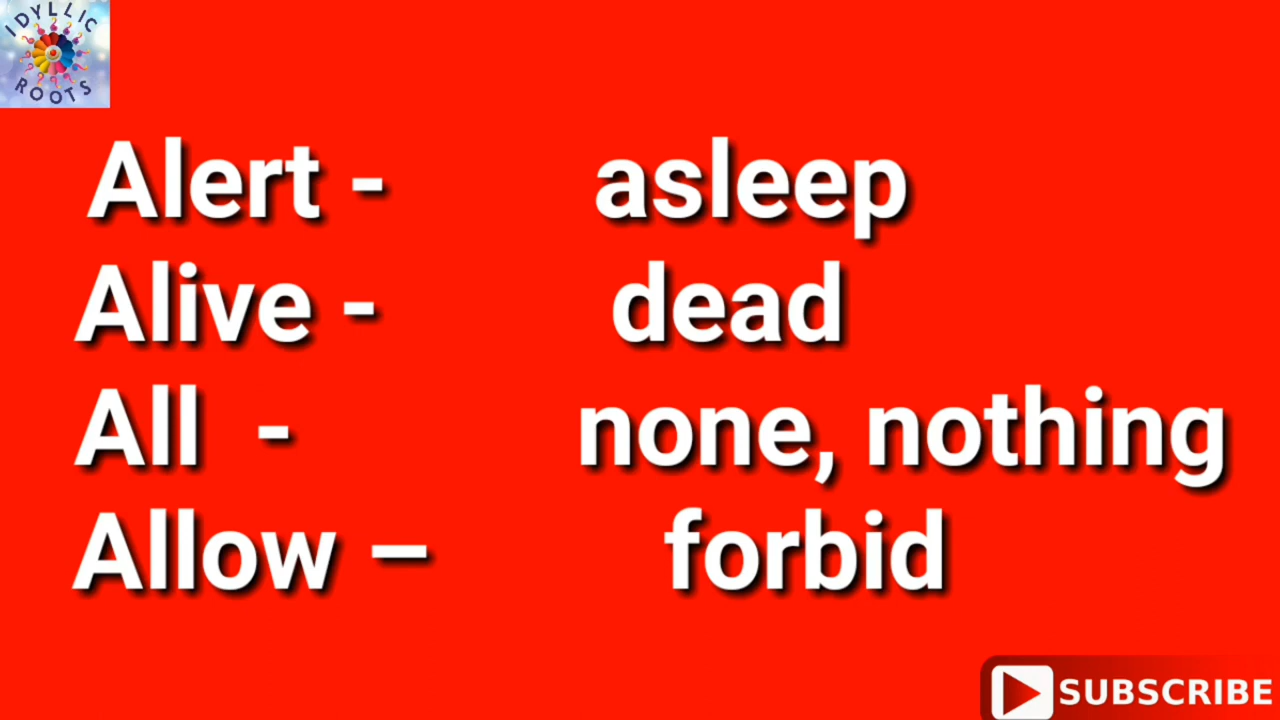 IDYLLIC
ROOTS
Alert - asleep
Alive - dead
All - none, nothing
Allow – forbid
SUBSCRIBE